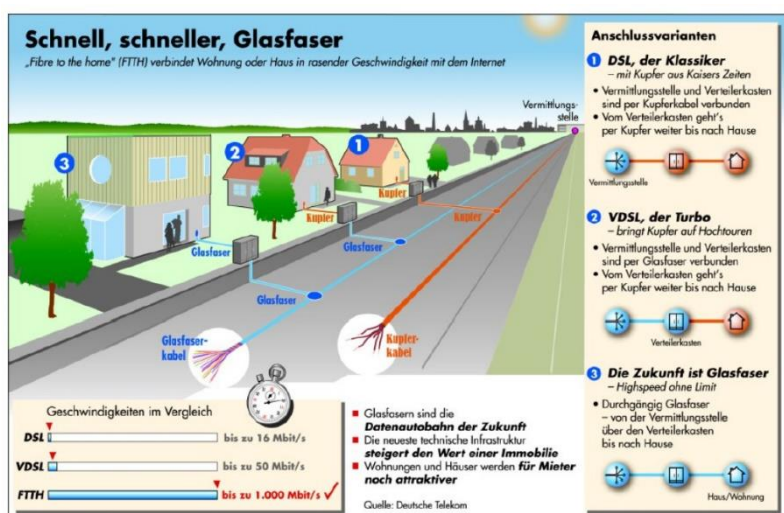 Schnell, schneller, Glasfaser
„Fibre to the home" (FTTH) verbindet Wohnung oder Haus in rasender Geschwindigkeit mit dem Internet
Vermittlungs-
stelle
3
2
1
Kupfer
Kupfer
Kupfer
Glasfaser
Glasfaser
Glasfaser
Glasfaser-
kabel
Kupfer-
kabel
Geschwindigkeiten im Vergleich
DSL bis zu 16 Mbit/s
VDSL bis zu 50 Mbit/s
FTTH bis zu 1.000 Mbit/s
Glasfasern sind die
Datenautobahn der Zukunft
Die neueste technische Infrastruktur
steigert den Wert einer Immobilie
Wohnungen und Häuser werden für Mieter
noch attraktiver
Quelle: Deutsche Telekom
Anschlussvarianten
1 DSL, der Klassiker
– mit Kupfer aus Kaisers Zeiten
• Vermittlungsstelle und Verteilerkasten
sind per Kupferkabel verbunden
• Vom Verteilerkasten geht's
per Kupfer weiter bis nach Hause
Vermittlungsstelle
2 VDSL, der Turbo
– bringt Kupfer auf Hochtouren
• Vermittlungsstelle und Verteilerkasten
sind per Glasfaser verbunden
• Vom Verteilerkasten geht's
per Kupfer weiter bis nach Hause
Verteilerkasten
3 Die Zukunft ist Glasfaser
– Highspeed ohne Limit
• Durchgängig Glasfaser
– von der Vermittlungsstelle
über den Verteilerkasten
bis nach Hause
Haus/Wohnung